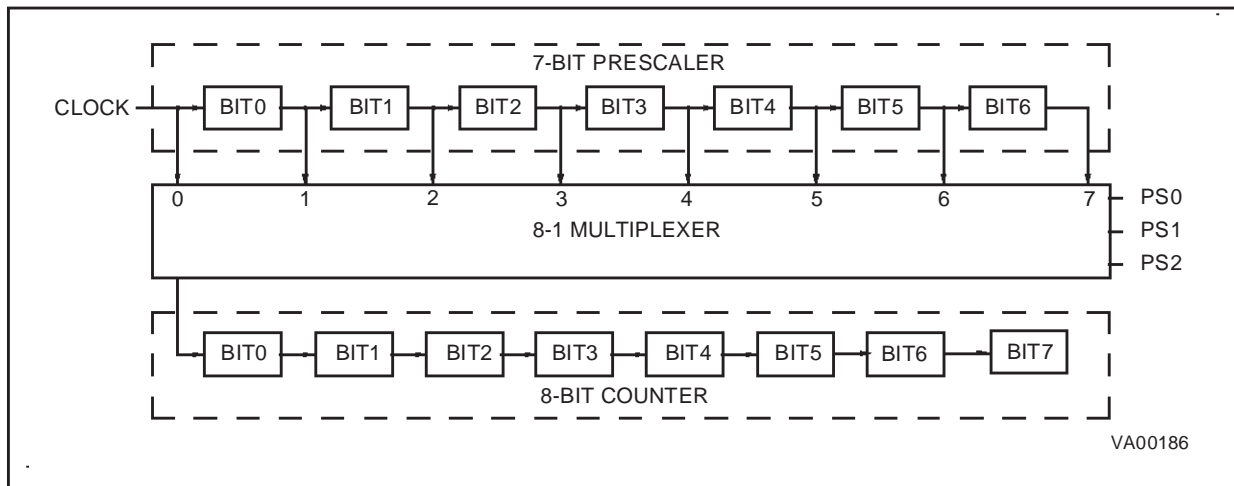 7-BIT PRESCALER
CLOCK BIT0 BIT1 BIT2 BIT3 BIT4 BIT5 BIT6
0 1 2 3 4 5 6 7
PS0
8-1 MULTIPLEXER
PS1
PS2
BIT0 BIT1 BIT2 BIT3 BIT4 BIT5 BIT6 BIT7
8-BIT COUNTER
VA00186